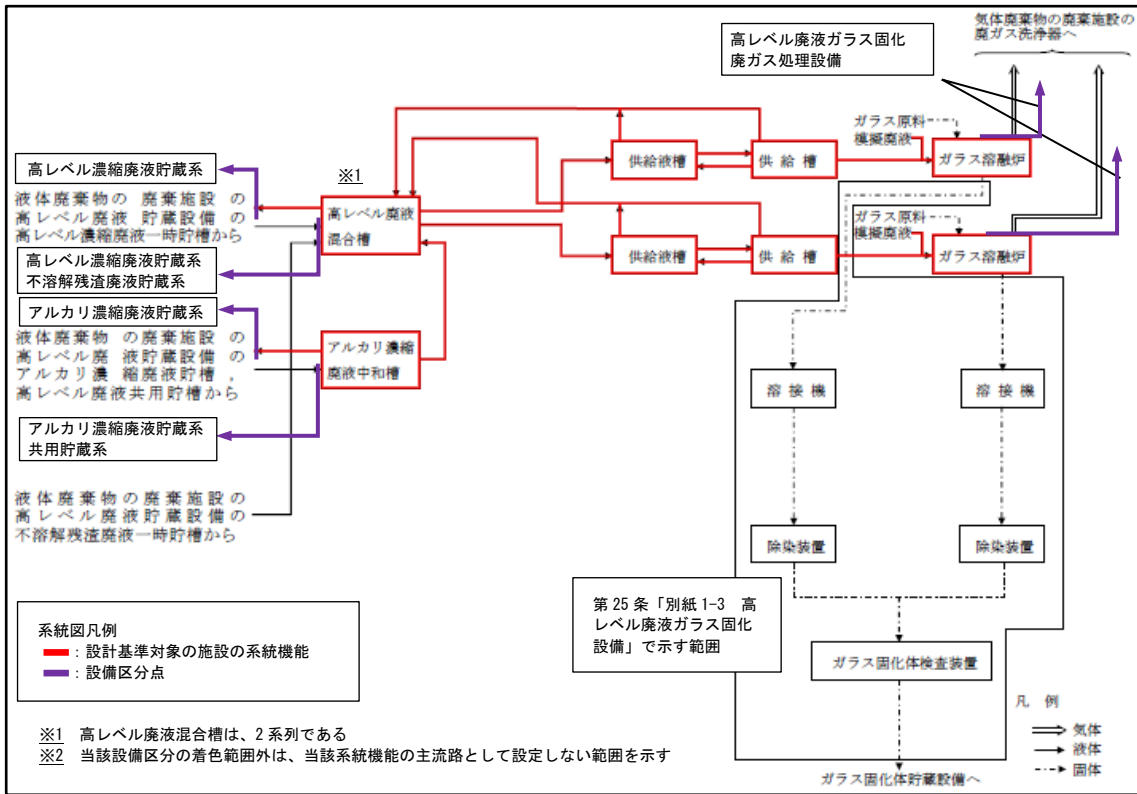 気体廃棄物の廃棄施設の
廃ガス洗浄器へ
高レベル廃液ガラス固化
廃ガス処理設備
ガラス原料
模擬廃液
供給液槽
供 給 槽
ガラス溶融炉
高レベル濃縮廃液貯蔵系
※1
液体廃棄物の 廃棄施設 の
高レベル廃液 貯蔵設備 の
高レベル濃縮廃液一時貯槽から
高レベル廃液
混合槽
ガラス原料
模擬廃液
供給液槽
供 給 槽
ガラス溶融炉
高レベル濃縮廃液貯蔵系
不溶解残渣廃液貯蔵系
アルカリ濃縮廃液貯蔵系
液体廃棄物 の 廃棄施設 の
高レベル廃 液貯蔵設備 の
アルカリ濃 縮廃液貯槽 ,
高レベル廃液共用貯槽から
アルカリ濃縮
廃液中和槽
アルカリ濃縮廃液貯蔵系
共用貯蔵系
溶 接 機
溶 接 機
液体廃棄物の廃棄施設の
高レベル廃液貯蔵設備の
不溶解残渣廃液一時貯槽から
除染装置
除染装置
第 25 条「別紙 1-3 高
レベル廃液ガラス固化
設備」で示す範囲
系統図凡例
: 設計基準対象の施設の系統機能
: 設備区分点
ガラス固化体検査装置
※1 高レベル廃液混合槽は、2 系列である
※2 当該設備区分の着色範囲外は、当該系統機能の主流路として設定しない範囲を示す
凡 例
気体
液体
固体
ガラス固化体貯蔵設備へ